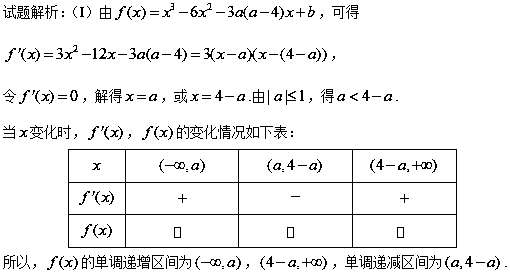 试题解析:(I)由 f(x)=x³−6x²−3a(a−4)x+b,可得
f′(x)=3x²−12x−3a(a−4)=3(x−a)(x−(4−a)),
令 f′(x)=0,解得 x=a,或 x=4−a.由|a|≤1,得 a<4−a.
当 x 变化时,f′(x),f(x)的变化情况如下表:
x (−∞,a) (a,4−a) (4−a,+∞)
f′(x) + − +
f(x) □ □ □
所以,f(x)的单调递增区间为(−∞,a),(4−a,+∞),单调递减区间为(a,4−a).